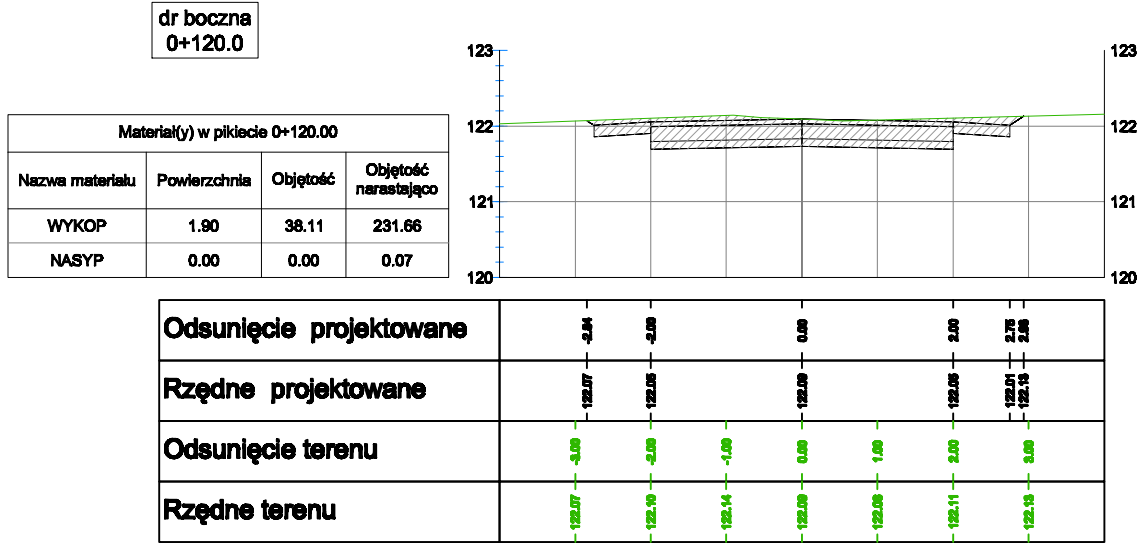 dr boczna
0+120.0
Materiał(y) w pikiecie 0+120.00
Nazwa materiału Powierzchnia Objętość Objętość narastająco
WYKOP 1.90 38.11 231.66
NASYP 0.00 0.00 0.07
123 123
122 122
121 121
120 120
Odsunięcie projektowane -2.84 -2.00 0.00 2.00 2.75
Rzędne projektowane 122.07 122.05 122.09 122.05 122.01 122.13
Odsunięcie terenu -3.00 -2.00 -1.00 0.00 1.00 2.00 3.00
Rzędne terenu 122.07 122.10 122.14 122.09 122.08 122.11 122.13